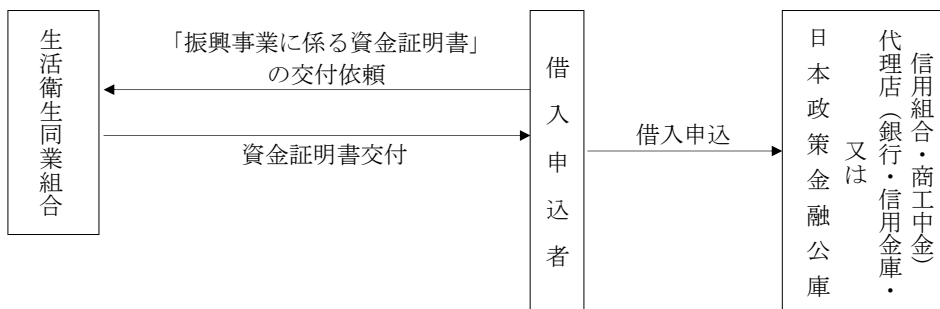 生活衛生同業組合
「振興事業に係る資金証明書」
の交付依頼
資金証明書交付
借入申込者
借入申込
日本政策金融公庫
又は
代理店（銀行・信用金庫・
信用組合・商工中金）